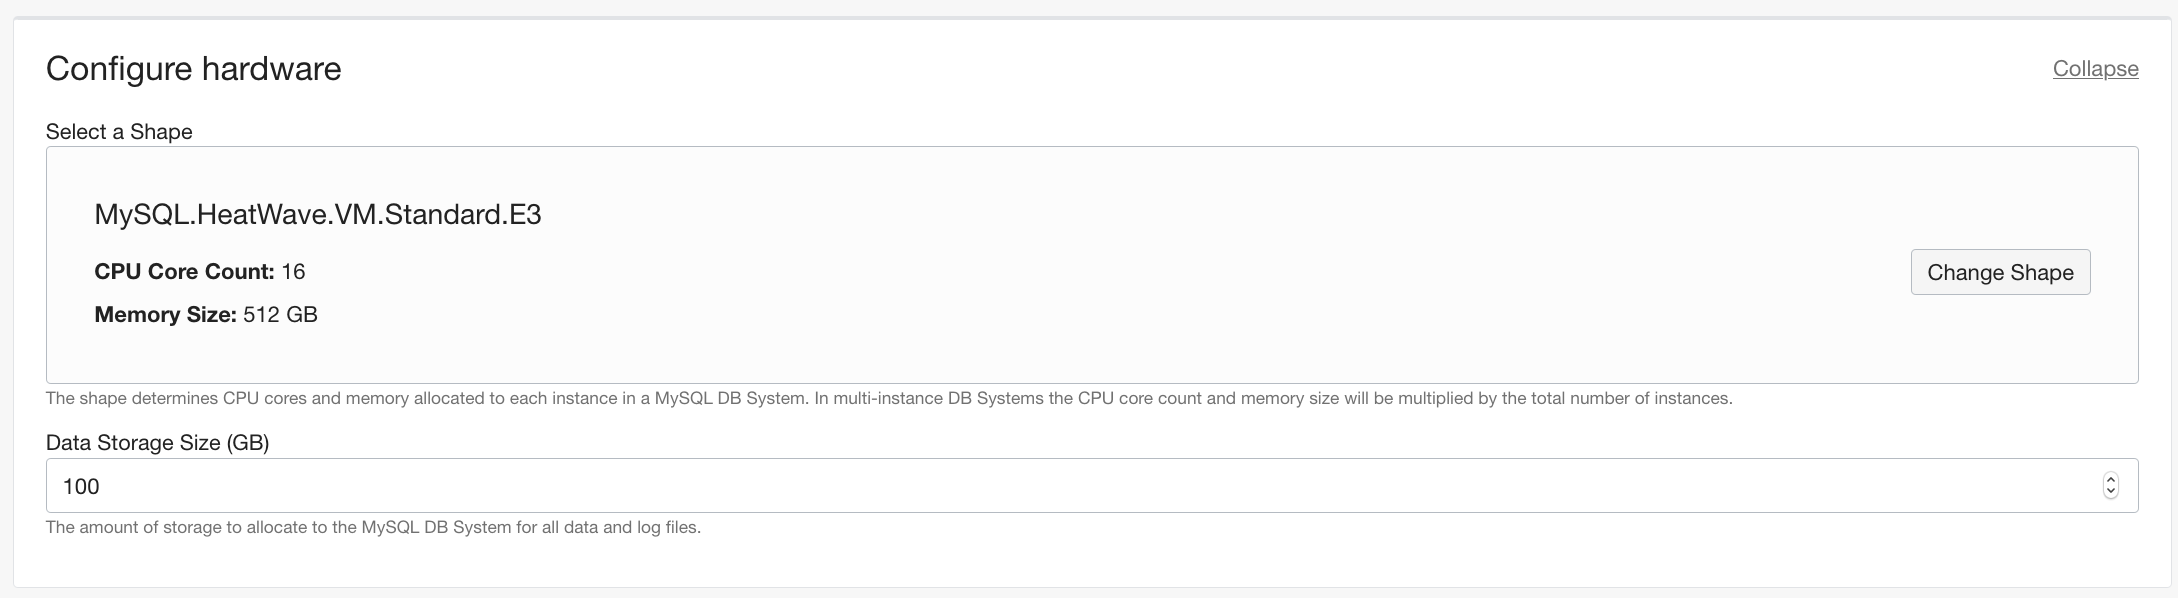 Configure hardware
Collapse
Select a Shape
MySQL.HeatWave.VM.Standard.E3
CPU Core Count: 16
Memory Size: 512 GB
Change Shape
The shape determines CPU cores and memory allocated to each instance in a MySQL DB System. In multi-instance DB Systems the CPU core count and memory size will be multiplied by the total number of instances.
Data Storage Size (GB)
100
The amount of storage to allocate to the MySQL DB System for all data and log files.